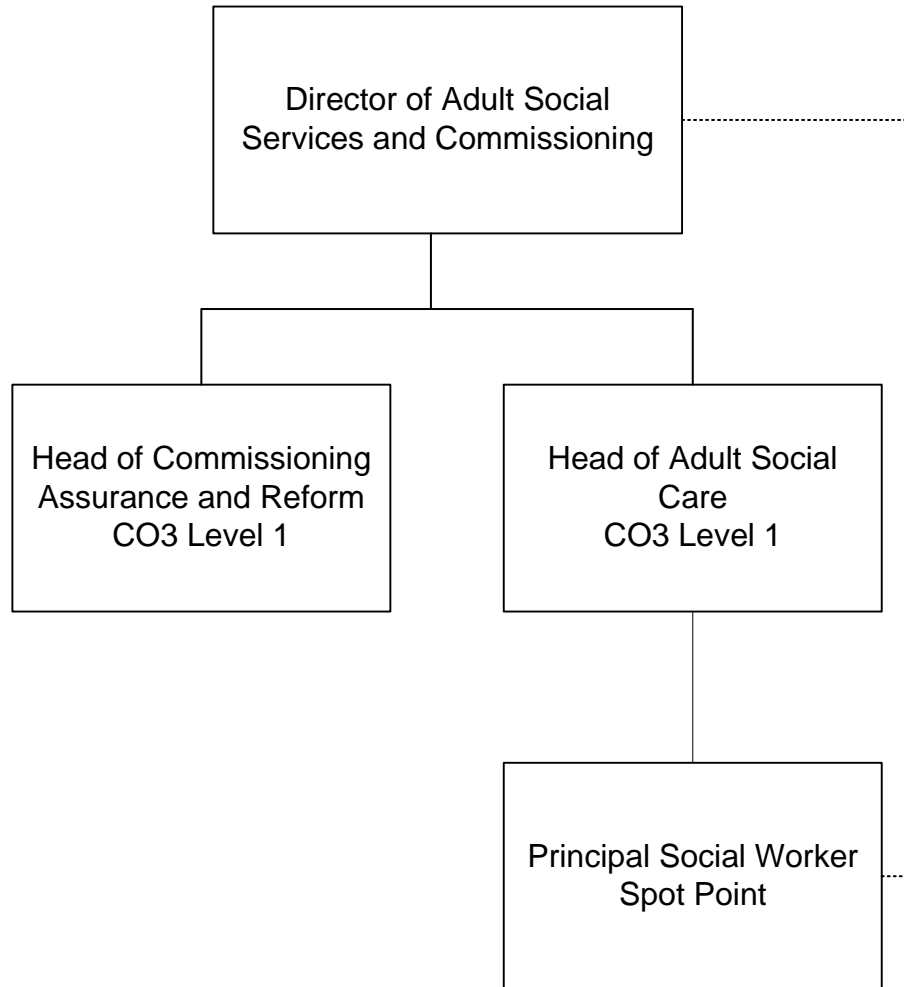 Director of Adult Social
Services and Commissioning
Head of Commissioning
Assurance and Reform
CO3 Level 1
Head of Adult Social
Care
CO3 Level 1
Principal Social Worker
Spot Point